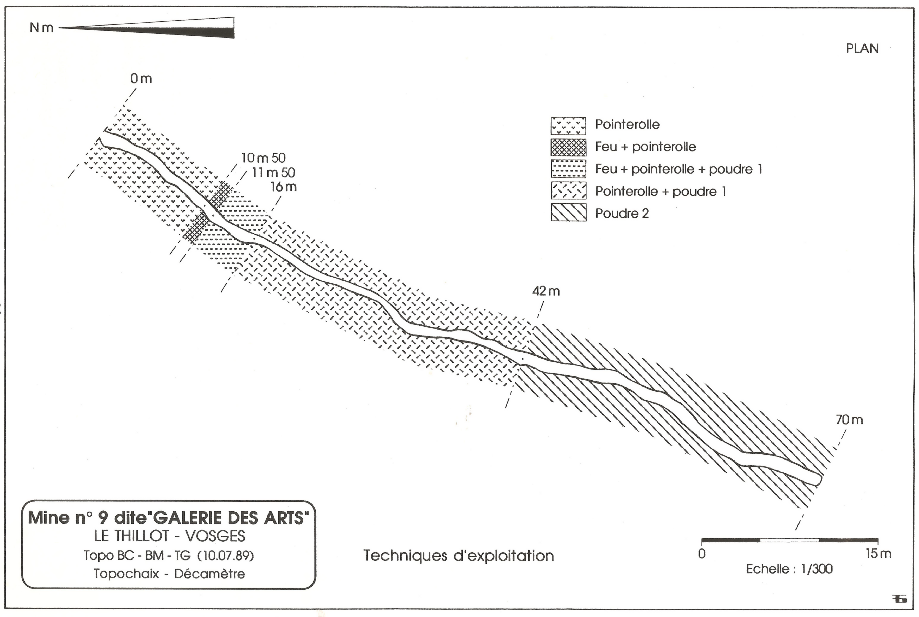 Nm
PLAN
0 m
10 m 50
11 m 50
16 m
42 m
70 m
Pointerolle
Feu + pointerolle
Feu + pointerolle + poudre 1
Pointerolle + poudre 1
Poudre 2
Mine n° 9 dite"GALERIE DES ARTS"
LE THILLOT - VOSGES
Topo BC - BM - TG (10.07.89)
Topochaix - Décamètre
Techniques d'exploitation
0 15 m
Echelle : 1/300